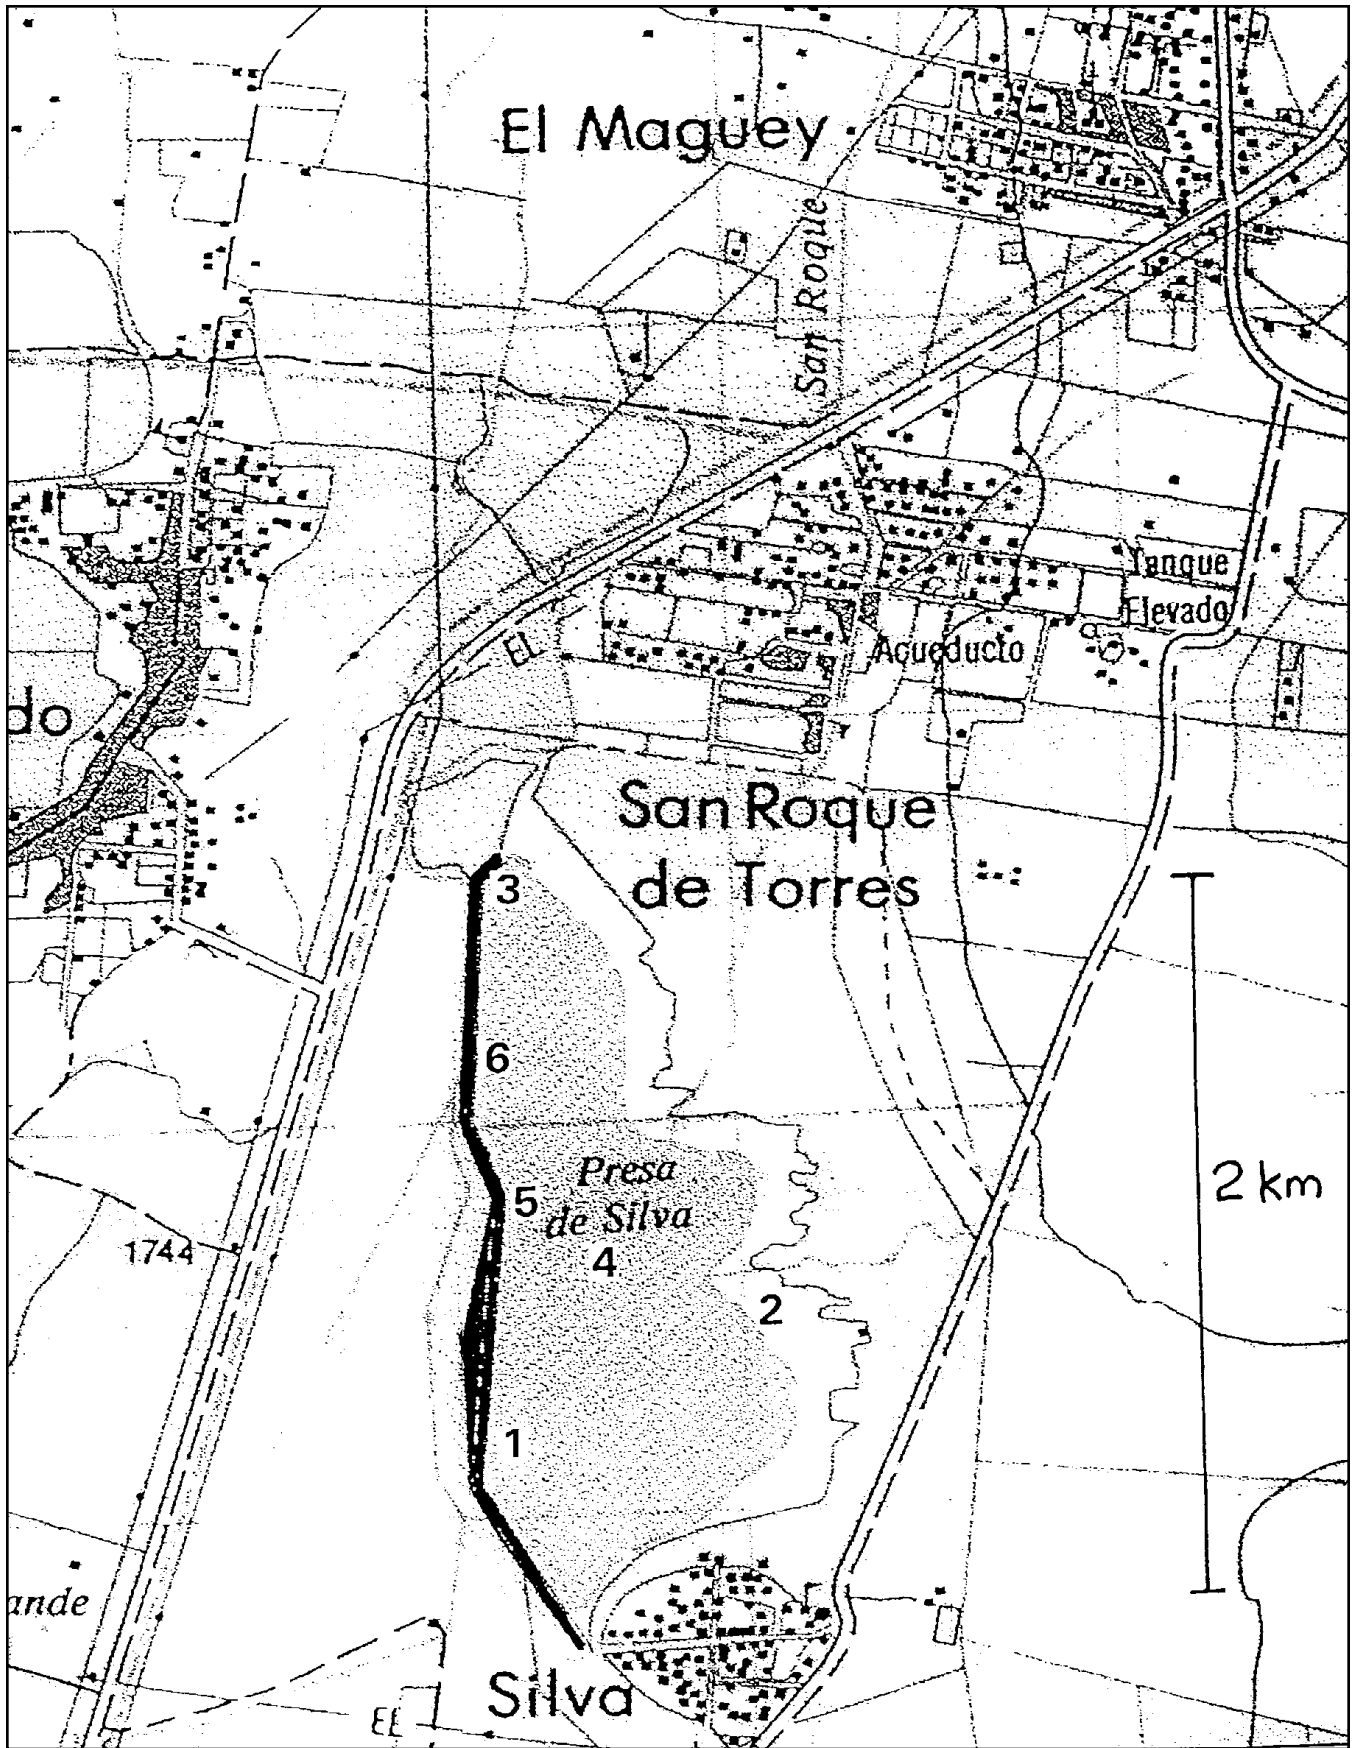 El Maguey
San Roque
Tanque
Elevado
EL
Acueducto
do
San Roque
de Torres
3
6
Presa
5
de Silva
2 km
1744
4
2
1
ande
Silva
EL